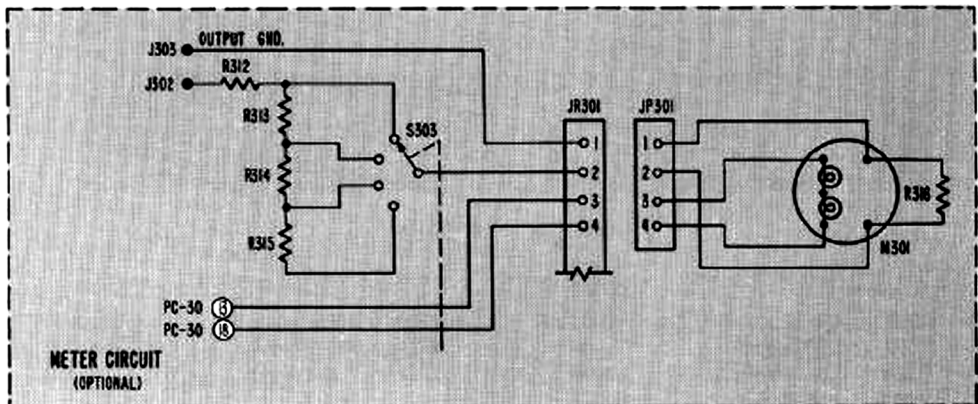 OUTPUT GND.
J303
J302
R312
R313
R314
R315
S303
JR301
1
2
3
4
JP301
1
2
3
4
R316
M301
PC-30 13
PC-30 18
METER CIRCUIT
(OPTIONAL)